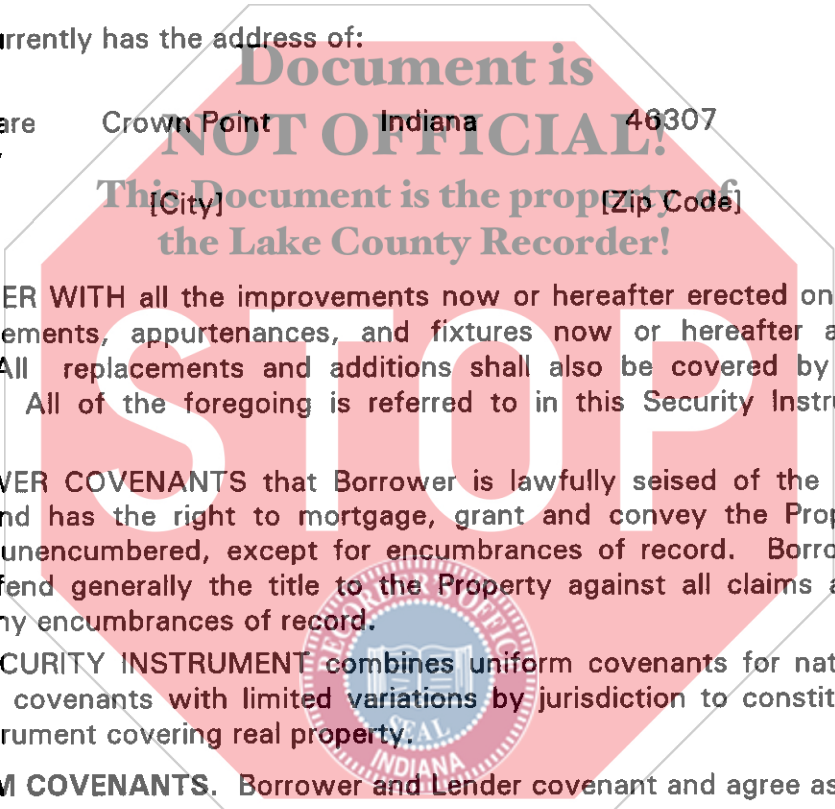 urrently has the address of:
Document is
are Crown Point Indiana 46307
NOT OFFICIAL!
This Document is the property of
[City] [Zip Code]
the Lake County Recorder!
ER WITH all the improvements now or hereafter erected on
ements, appurtenances, and fixtures now or hereafter a
All replacements and additions shall also be covered by
All of the foregoing is referred to in this Security Instru
STOP
VER COVENANTS that Borrower is lawfully seised of the
nd has the right to mortgage, grant and convey the Prop
unencumbered, except for encumbrances of record. Borro
fend generally the title to the Property against all claims a
ny encumbrances of record.
CURITY INSTRUMENT combines uniform covenants for nat
covenants with limited variations by jurisdiction to constit
rument covering real property.
M COVENANTS. Borrower and Lender covenant and agree as
RECORDER OFFICE
SEAL
INDIANA